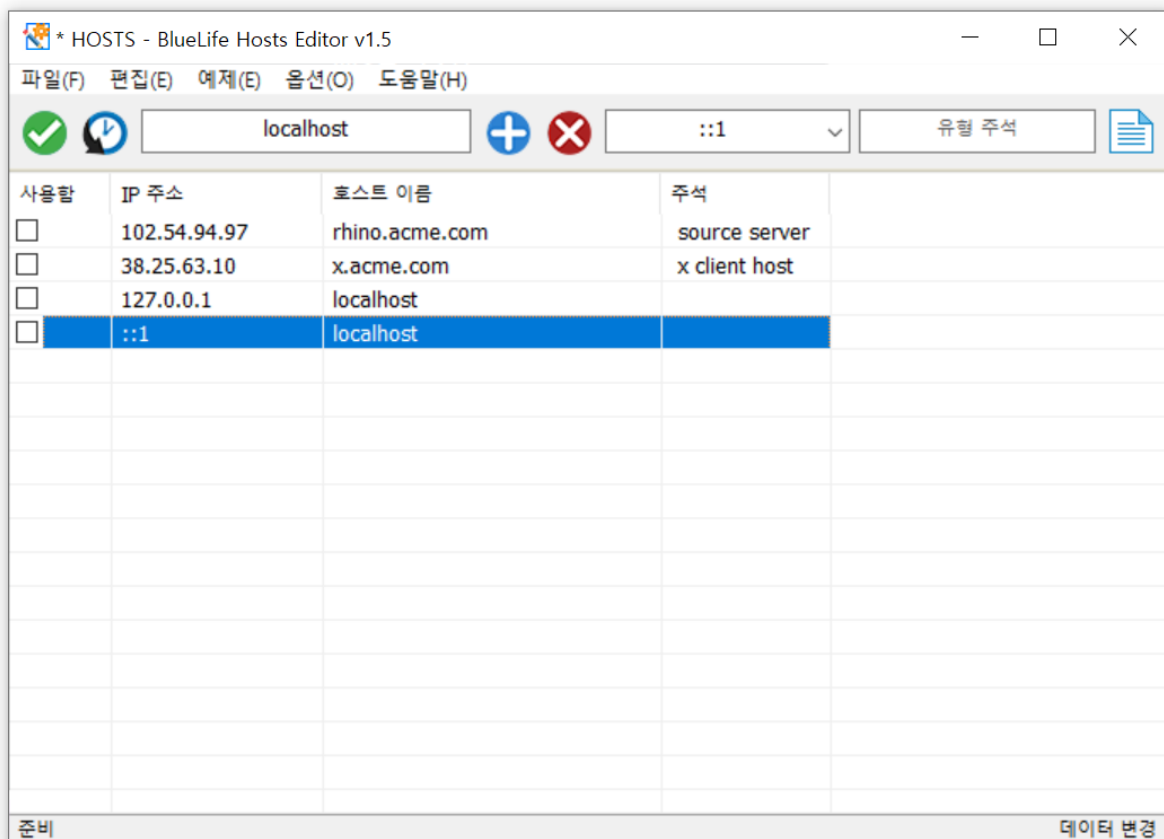 * HOSTS - BlueLife Hosts Editor v1.5
파일(F) 편집(E) 예제(E) 옵션(O) 도움말(H)
localhost ::1 유형 주석
사용함 IP 주소 호스트 이름 주석
102.54.94.97 rhino.acme.com source server
38.25.63.10 x.acme.com x client host
127.0.0.1 localhost
::1 localhost
준비 데이터 변경